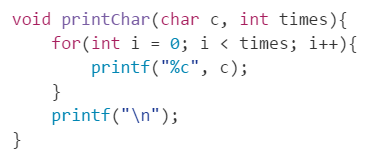 void printChar(char c, int times){
    for(int i = 0; i < times; i++){
        printf("%c", c);
    }
    printf("\n");
}